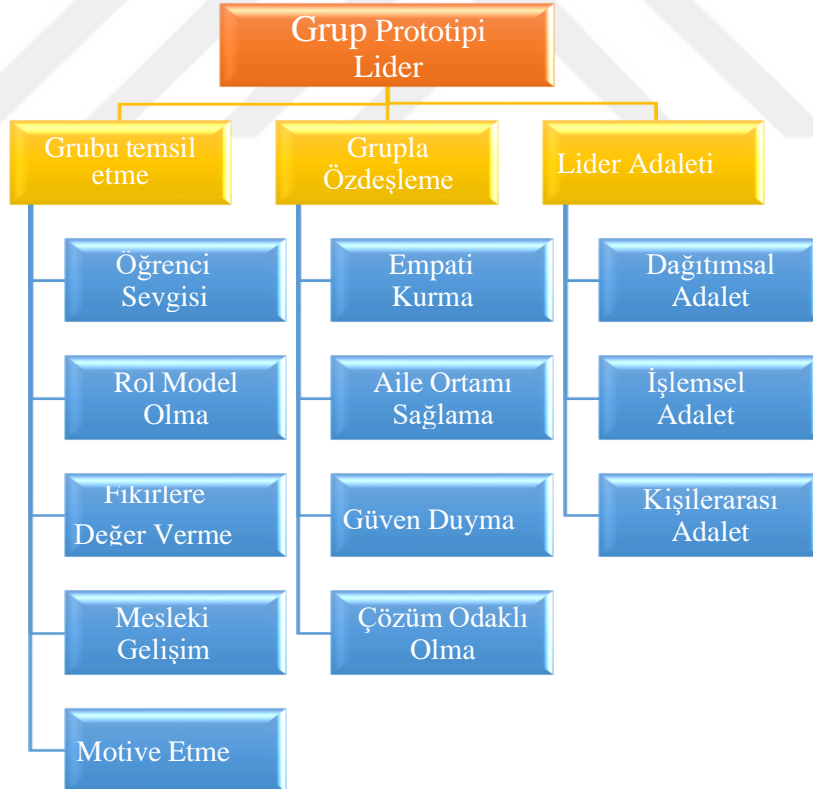 Grup Prototipi
Lider
Grubu temsil
etme
Grupla
Özdeşleme
Lider Adaleti
Öğrenci
Sevgisi
Rol Model
Olma
Fikirlere
Değer Verme
Mesleki
Gelişim
Motive Etme
Empati
Kurma
Aile Ortamı
Sağlama
Güven Duyma
Çözüm Odaklı
Olma
Dağıtımsal
Adalet
İşlemsel
Adalet
Kişilerarası
Adalet